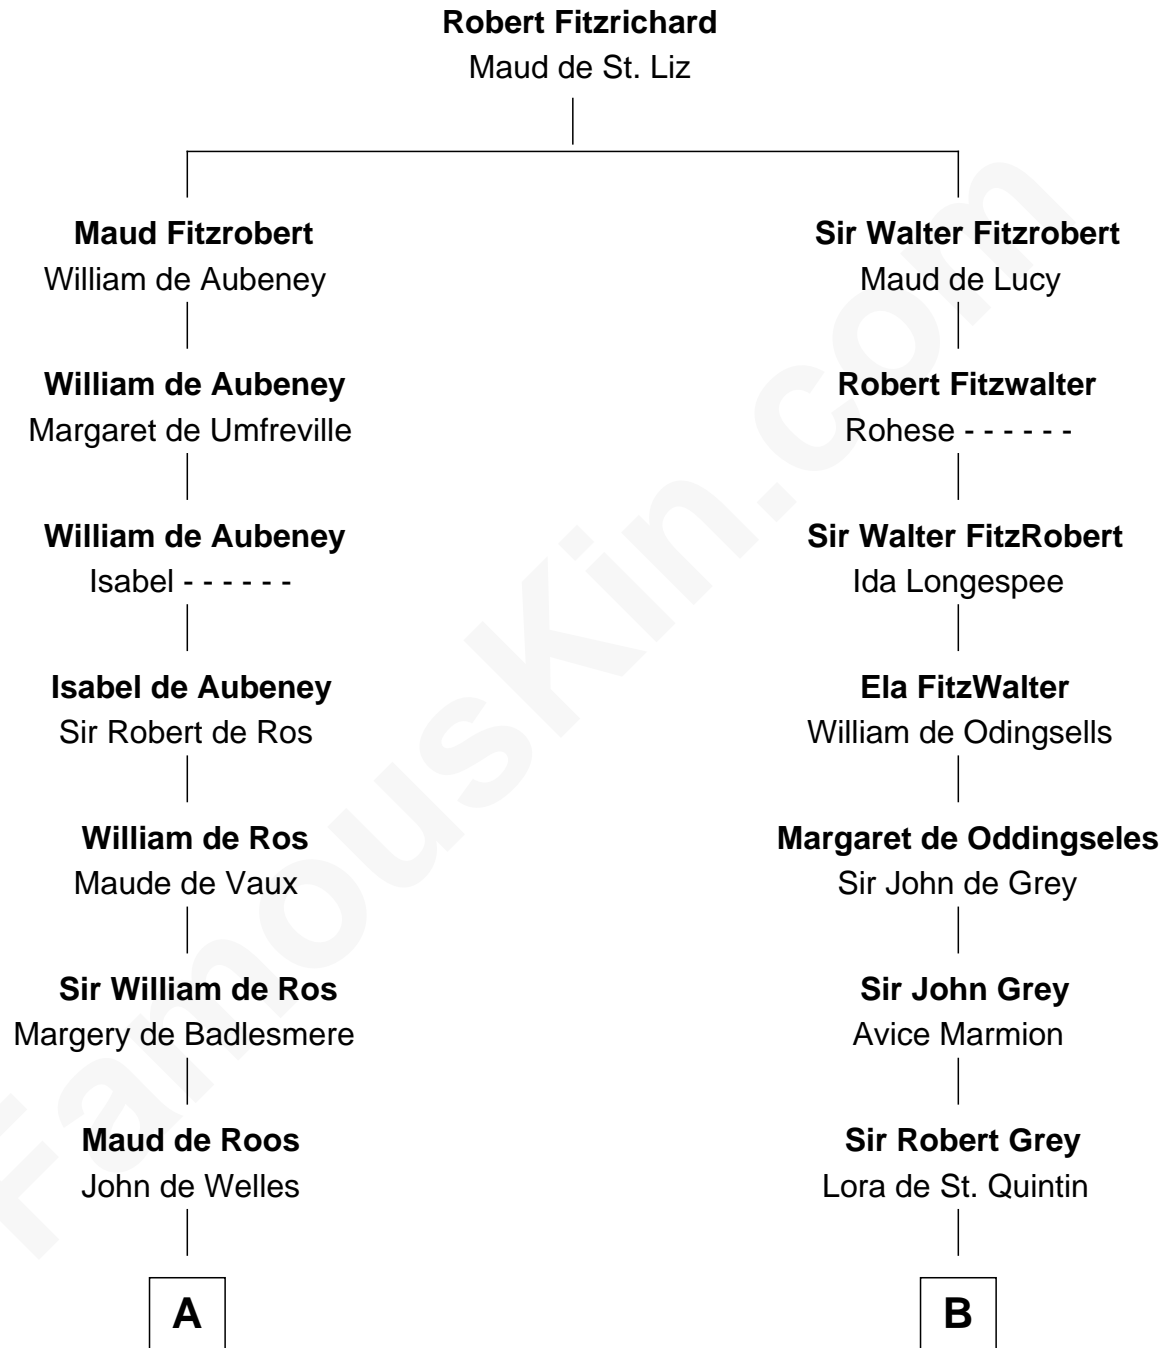 Robert Fitzrichard
Maud de St. Liz
Maud Fitzrobert
William de Aubeney
William de Aubeney
Margaret de Umfreville
William de Aubeney
Isabel - - - - - -
Isabel de Aubeney
Sir Robert de Ros
William de Ros
Maude de Vaux
Sir William de Ros
Margery de Badlesmere
Maud de Roos
John de Welles
A
Sir Walter Fitzrobert
Maud de Lucy
Robert Fitzwalter
Rohese - - - - - -
Sir Walter FitzRobert
Ida Longespee
Ela FitzWalter
William de Odingsells
Margaret de Oddingseles
Sir John de Grey
Sir John Grey
Avice Marmion
Sir Robert Grey
Lora de St. Quintin
B
FamousKin.com